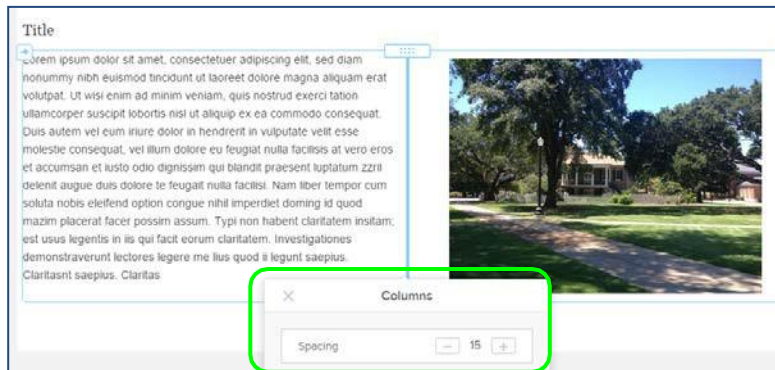 Title
Lorem ipsum dolor sit amet, consectetuer adipiscing elit, sed diam
nonummy nibh euismod tincidunt ut laoreet dolore magna aliquam erat
volutpat. Ut wisi enim ad minim veniam, quis nostrud exerci tation
ullamcorper suscipit lobortis nisl ut aliquip ex ea commodo consequat.
Duis autem vel eum iriure dolor in hendrerit in vulputate velit esse
molestie consequat, vel illum dolore eu feugiat nulla facilisis at vero eros
et accumsan et iusto odio dignissim qui blandit praesent luptatum zzril
delenit augue duis dolore te feugait nulla facilisi. Nam liber tempor cum
soluta nobis eleifend option congue nihil imperdiet doming id quod
mazim placerat facer possim assum. Typi non habent claritatem insitam;
est usus legentis in iis qui facit eorum claritatem. Investigationes
demonstraverunt lectores legere me lius quod ii legunt saepius.
Claritasnt saepius. Claritas
Columns
Spacing 15